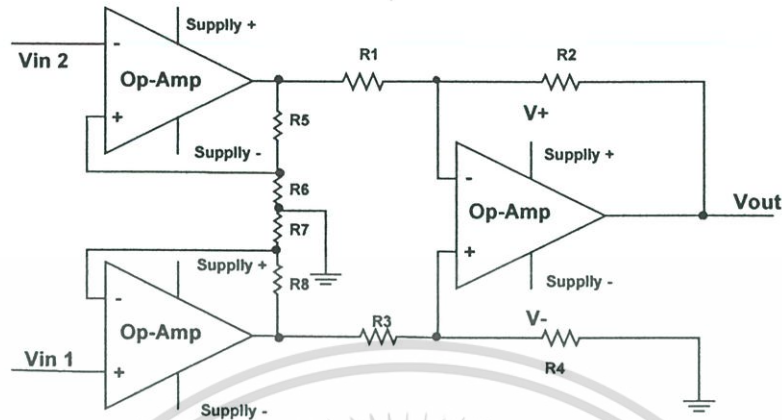 Supplly +
-
Vin 2
Op-Amp
+
Supplly -
R1
R2
R5
V+
R6
R7
Supplly +
-
Op-Amp
+
Supplly -
Vout
Supplly +
-
Op-Amp
+
Supplly -
R8
R3
V-
R4
Vin 1